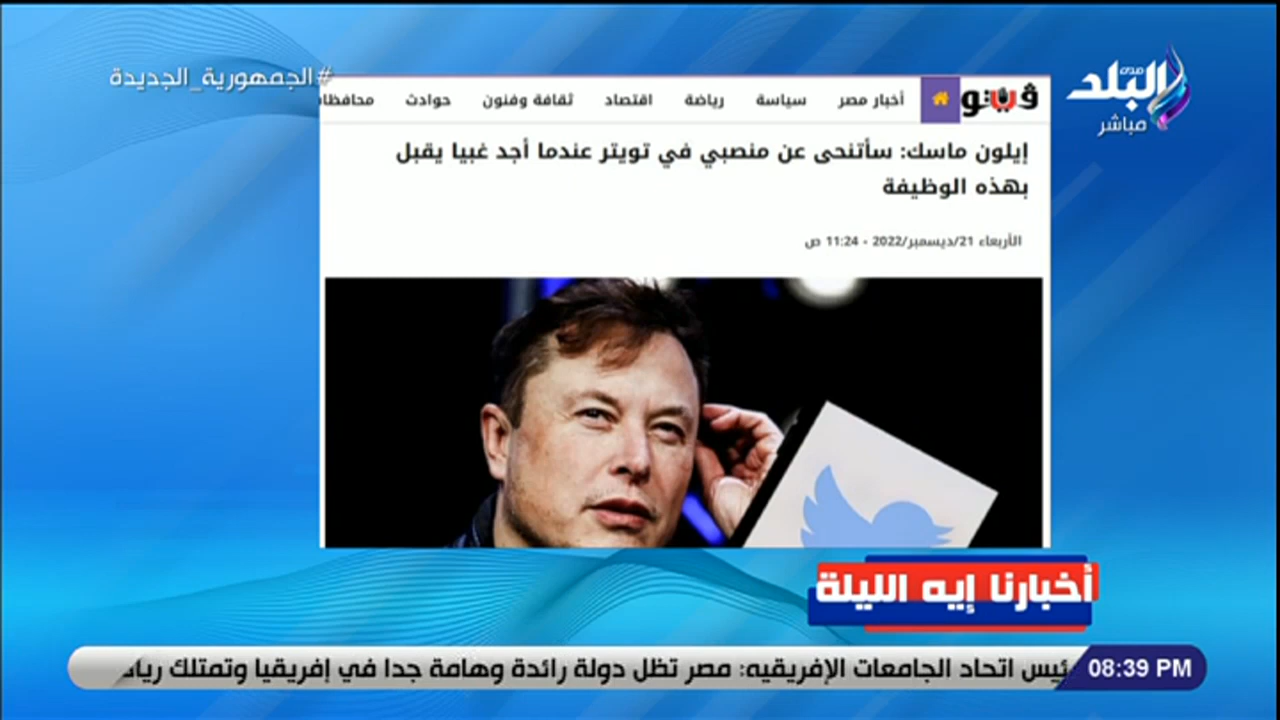 #الجمهورية_الجديدة
صدى البلد
مباشر
ڤيتو
أخبار مصر سياسة رياضة اقتصاد ثقافة وفنون حوادث
إيلون ماسك: سأتنحى عن منصبي في تويتر عندما أجد غبيا يقبل
بهذه الوظيفة
الأربعاء 21/ديسمبر/2022 - 11:24 ص
أخبارنا إيه الليلة
اتحاد الجامعات الإفريقيه: مصر تظل دولة رائدة وهامة جدا في إفريقيا وتمتلك
08:39 PM